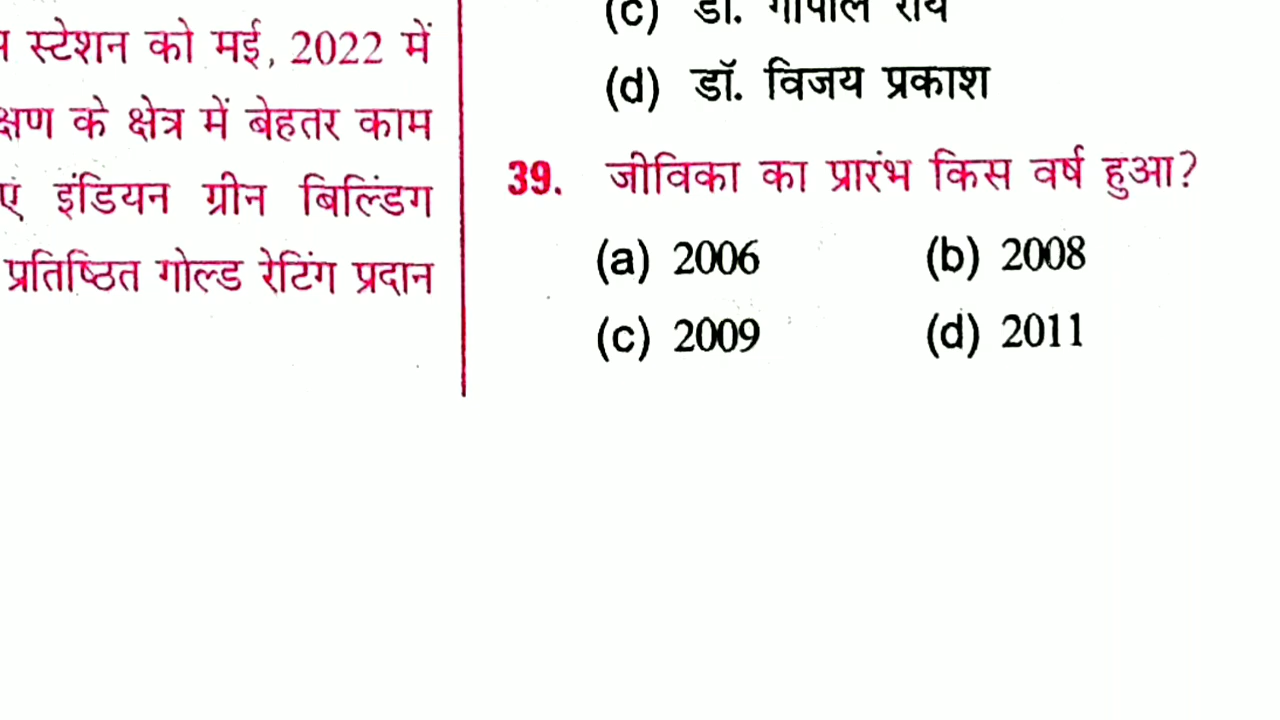 स्टेशन को मई, 2022 में
क्षण के क्षेत्र में बेहतर काम
एं इंडियन ग्रीन बिल्डिंग
प्रतिष्ठित गोल्ड रेटिंग प्रदान
(c) डॉ. गोपाल राय
(d) डॉ. विजय प्रकाश
39. जीविका का प्रारंभ किस वर्ष हुआ?
(a) 2006 (b) 2008
(c) 2009 (d) 2011